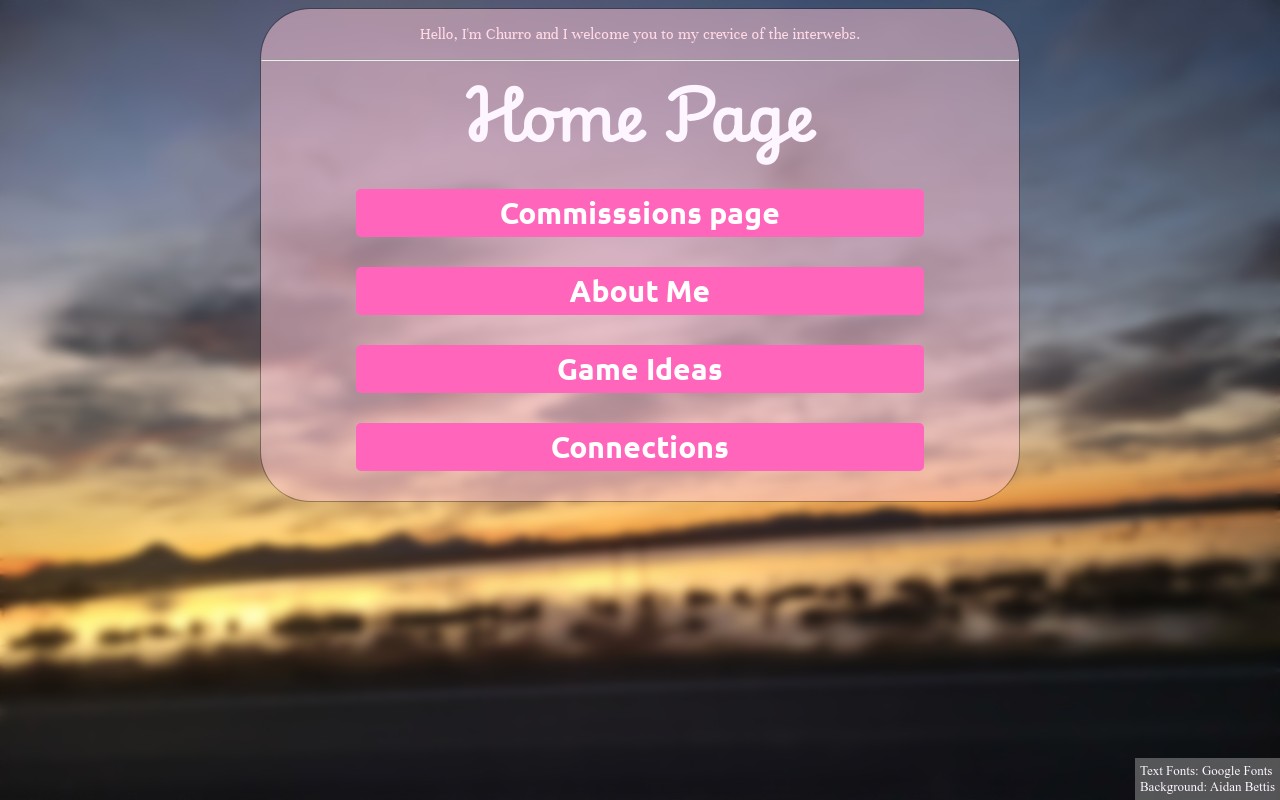 Hello, I'm Churro and I welcome you to my crevice of the interwebs.
Home Page
Commisssions page
About Me
Game Ideas
Connections
Text Fonts: Google Fonts
Background: Aidan Bettis